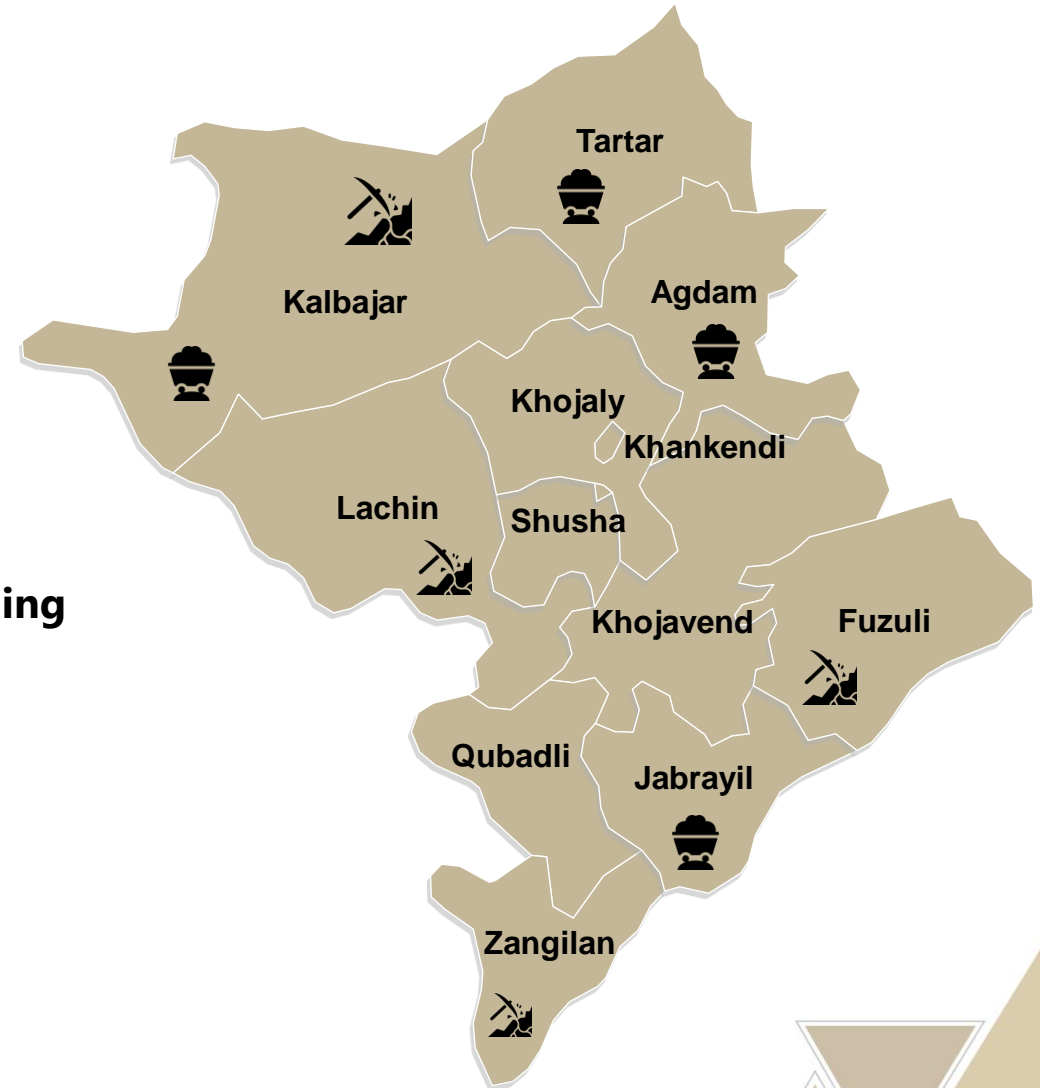 Tartar
Agdam
Kalbajar
Khojaly
Khankendi
Lachin
Shusha
ing
Khojavend
Fuzuli
Qubadli
Jabrayil
Zangilan